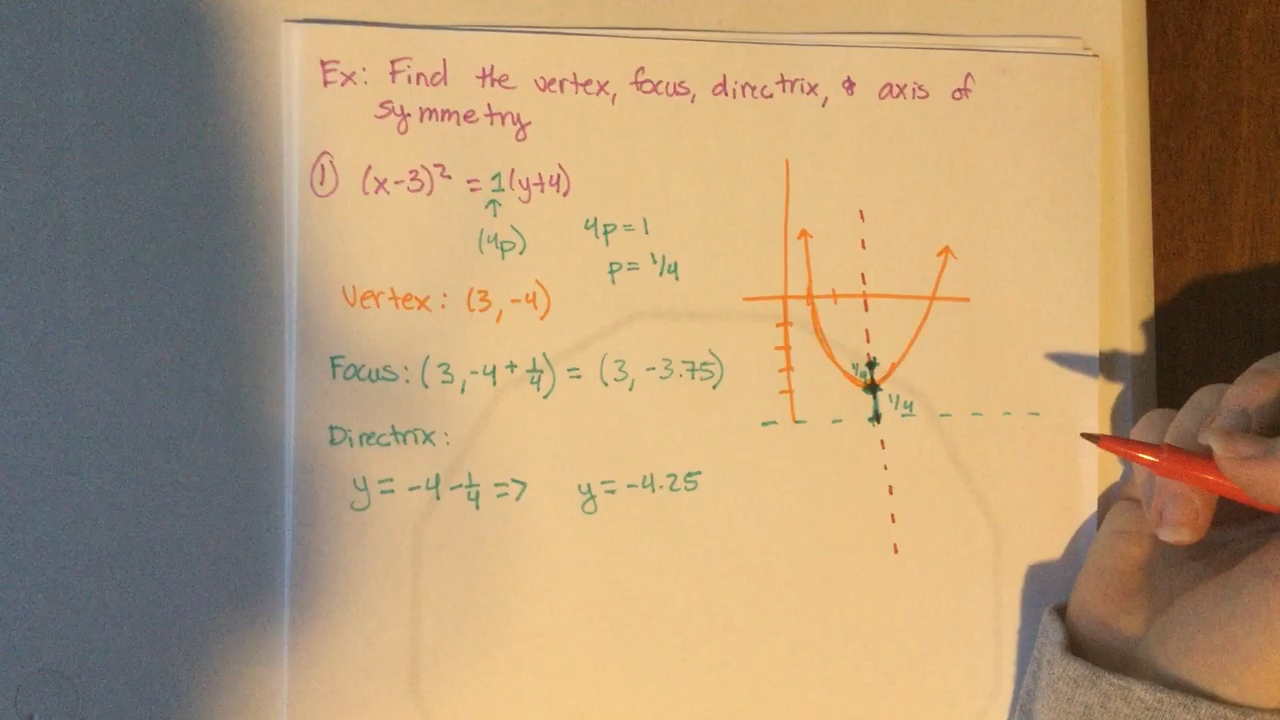 Ex: Find the vertex, focus, directrix, & axis of
symmetry
① (x-3)² = 1(y+4)
↑
(4p)
4p = 1
p = 1/4
Vertex: (3, -4)
Focus: (3, -4 + 1/4) = (3, -3.75)
Directrix:
y = -4 - 1/4 => y = -4.25
1/4
1/4